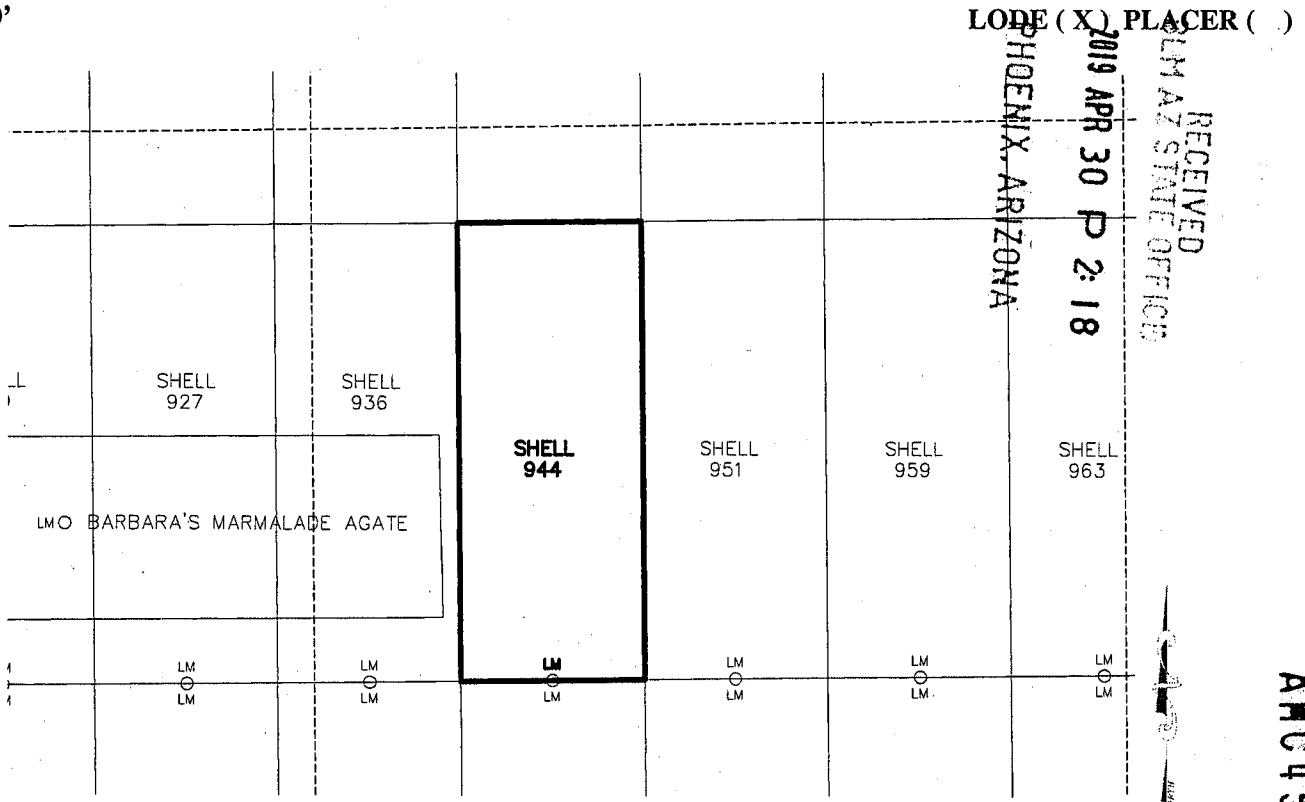 LODE ( X ) PLACER ( )
RECEIVED
BLM AZ STATE OFFICE
2019 APR 30 P 2:18
PHOENIX, ARIZONA
SHELL
927
SHELL
936
SHELL
944
SHELL
951
SHELL
959
SHELL
963
LM BARBARA'S MARMALADE AGATE
LM
LM
LM
LM
LM
LM
LM
LM
LM
LM
LM
LM
AMC45